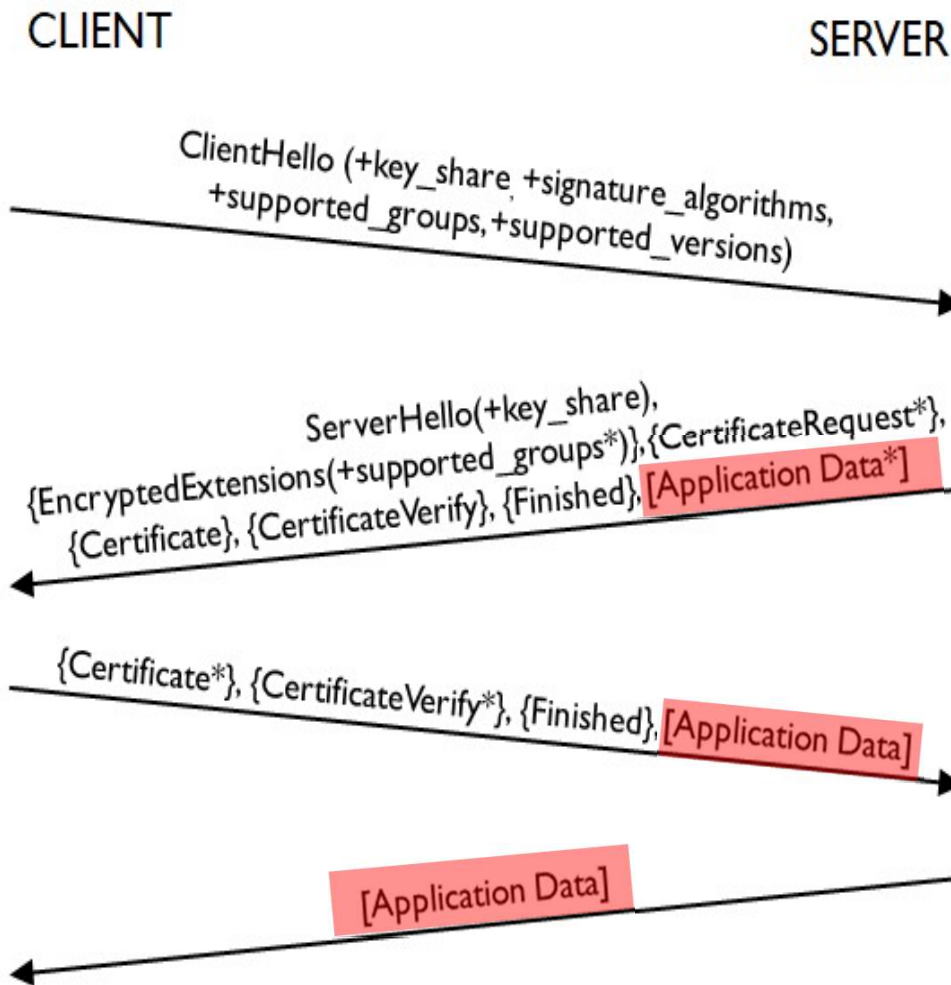 CLIENT
SERVER
ClientHello (+key_share, +signature_algorithms,
+supported_groups, +supported_versions)
ServerHello(+key_share),
{EncryptedExtensions(+supported_groups*)},{CertificateRequest*},
{Certificate}, {CertificateVerify}, {Finished}, [Application Data*]
{Certificate*}, {CertificateVerify*}, {Finished}, [Application Data]
[Application Data]